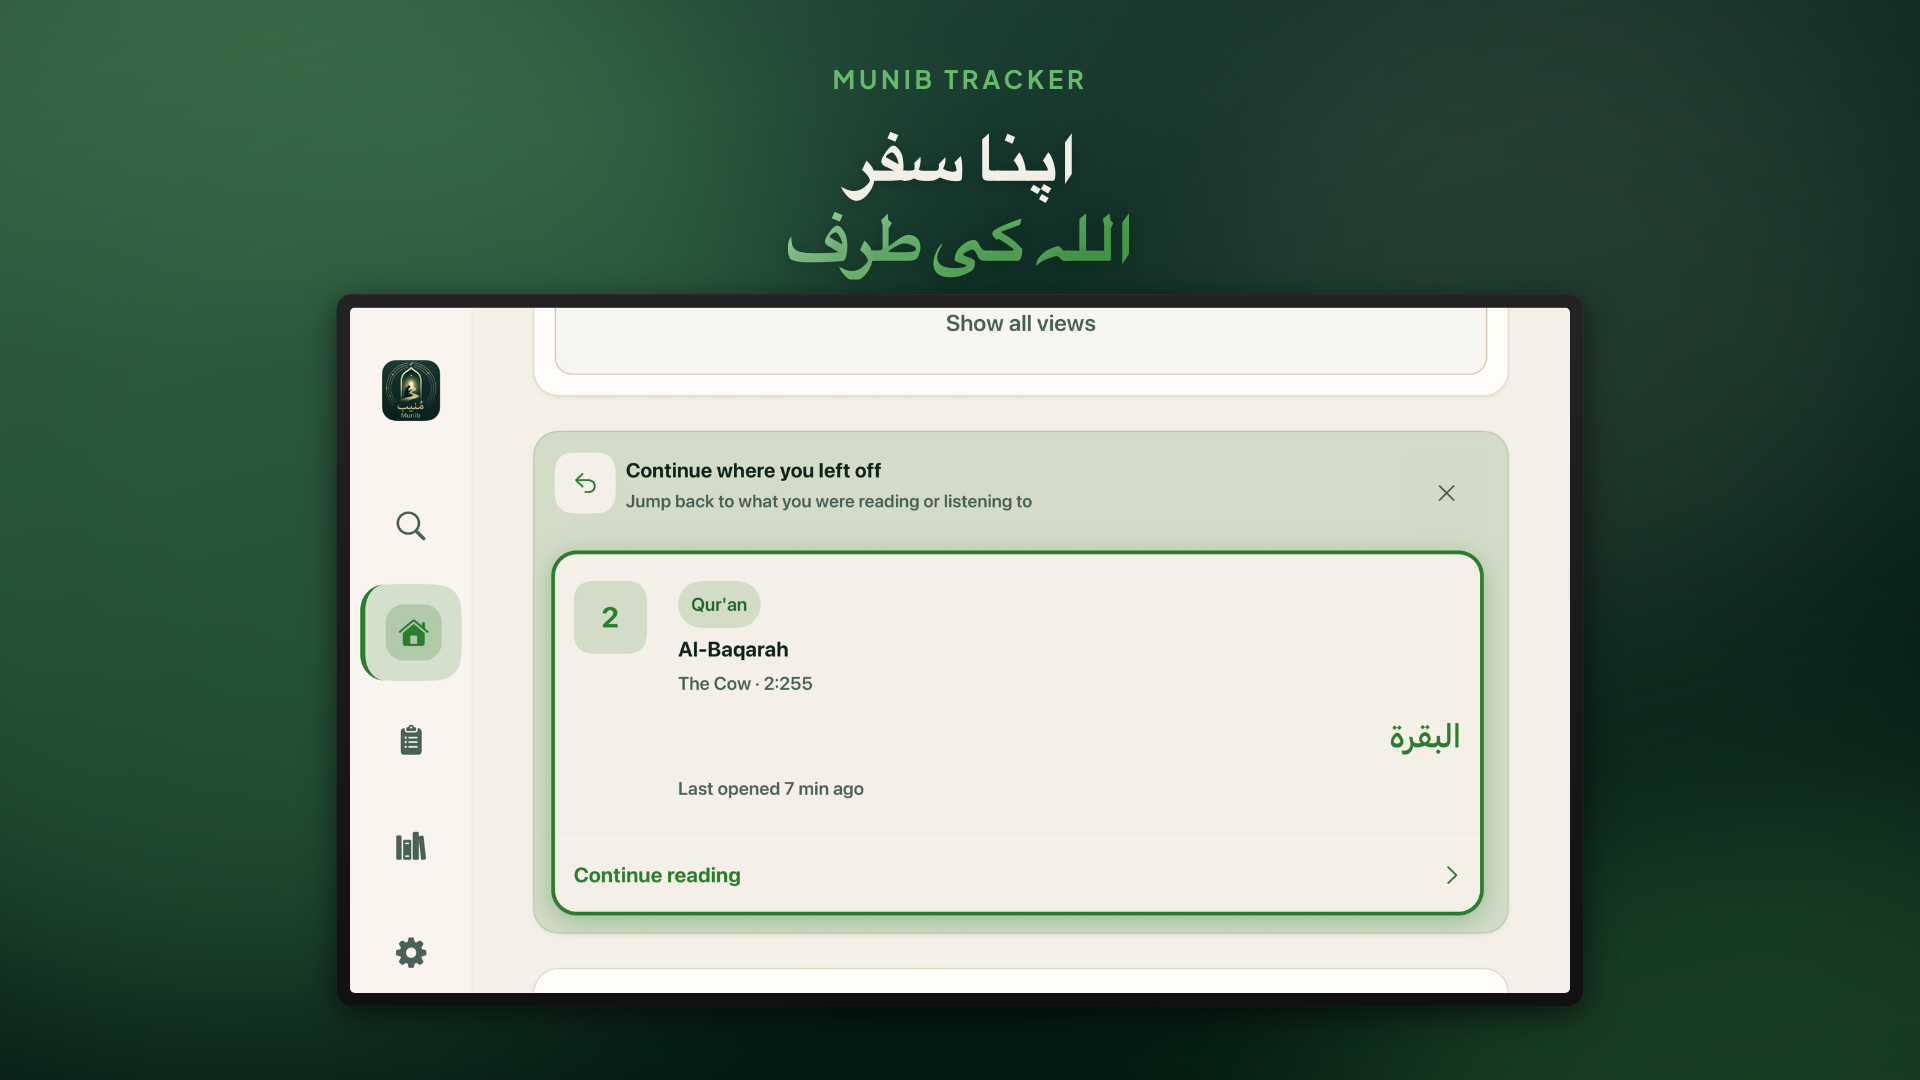 MUNIB TRACKER
اپنا سفر
اللہ کی طرف
Show all views
مُنيب
Munib
Continue where you left off
Jump back to what you were reading or listening to
2
Qur'an
Al-Baqarah
The Cow · 2:255
البقرة
Last opened 7 min ago
Continue reading